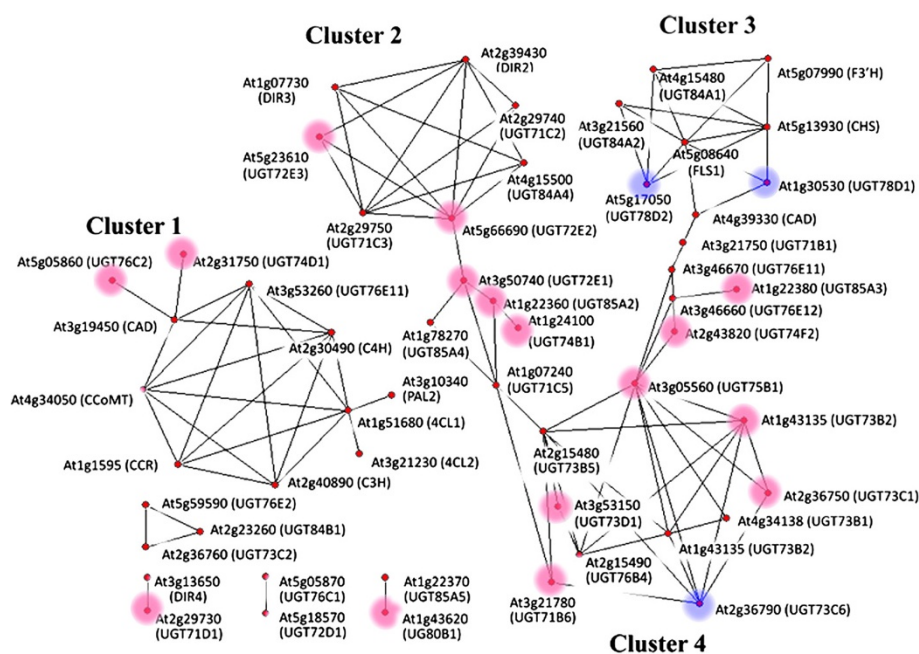 Cluster 2
At2g39430
(DIR2)
At1g07730
(DIR3)
At2g29740
(UGT71C2)
At5g23610
(UGT72E3)
At4g15500
(UGT84A4)
At2g29750
(UGT71C3)
At5g66690 (UGT72E2)
Cluster 3
At4g15480
(UGT84A1)
At5g07990 (F3'H)
At3g21560
(UGT84A2)
At5g13930 (CHS)
At5g08640
(FLS1)
At5g17050
(UGT78D2)
At1g30530 (UGT78D1)
At4g39330 (CAD)
At3g21750 (UGT71B1)
At3g46670 (UGT76E11)
At1g22380 (UGT85A3)
At3g46660 (UGT76E12)
At2g43820 (UGT74F2)
Cluster 1
At5g05860 (UGT76C2)
At2g31750 (UGT74D1)
At3g53260 (UGT76E11)
At3g19450 (CAD)
At2g30490 (C4H)
At4g34050 (CCoMT)
At3g10340
(PAL2)
At1g51680 (4CL1)
At1g1595 (CCR)
At3g21230 (4CL2)
At2g40890 (C3H)
At3g50740 (UGT72E1)
At1g22360 (UGT85A2)
At1g24100
(UGT74B1)
At1g78270
(UGT85A4)
At1g07240
(UGT71C5)
At3g05560 (UGT75B1)
At1g43135 (UGT73B2)
At2g15480
(UGT73B5)
At2g36750 (UGT73C1)
At3g53150
(UGT73D1)
At4g34138 (UGT73B1)
At1g43135 (UGT73B2)
At2g15490
(UGT76B4)
At3g21780
(UGT71B6)
At2g36790 (UGT73C6)
Cluster 4
At5g59590 (UGT76E2)
At2g23260 (UGT84B1)
At2g36760 (UGT73C2)
At3g13650
(DIR4)
At2g29730
(UGT71D1)
At5g05870
(UGT76C1)
At5g18570
(UGT72D1)
At1g22370
(UGT85A5)
At1g43620
(UG80B1)